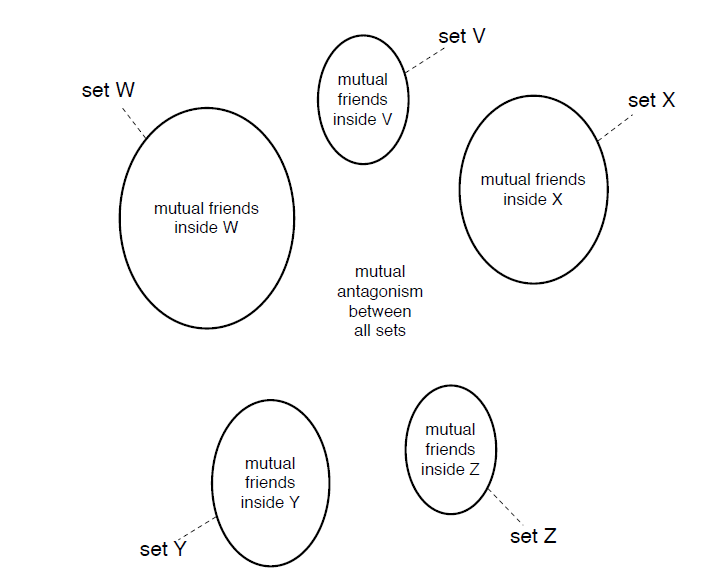 set V
mutual
friends
inside V
set W
set X
mutual friends
inside W
mutual friends
inside X
mutual
antagonism
between
all sets
mutual
friends
inside Y
mutual
friends
inside Z
set Y
set Z